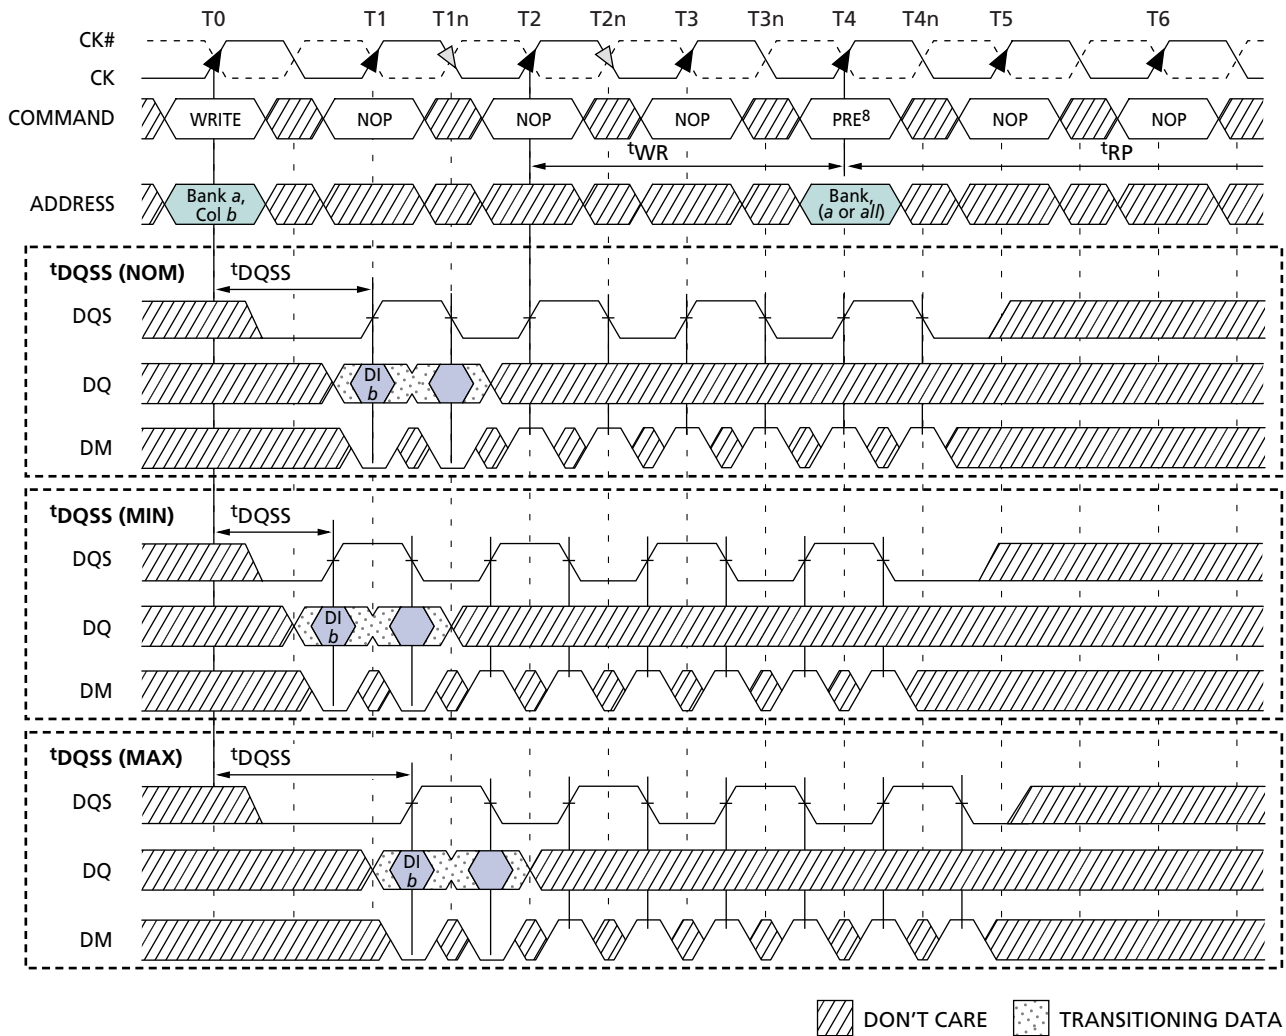 T0 T1 T1n T2 T2n T3 T3n T4 T4n T5 T6
CK#
CK
COMMAND WRITE NOP NOP NOP PRE8 NOP NOP
tWR tRP
ADDRESS Bank a, Col b Bank, (a or all)
tDQSS (NOM) tDQSS
DQS
DQ DI b
DM
tDQSS (MIN) tDQSS
DQS
DQ DI b
DM
tDQSS (MAX) tDQSS
DQS
DQ DI b
DM
DON'T CARE TRANSITIONING DATA